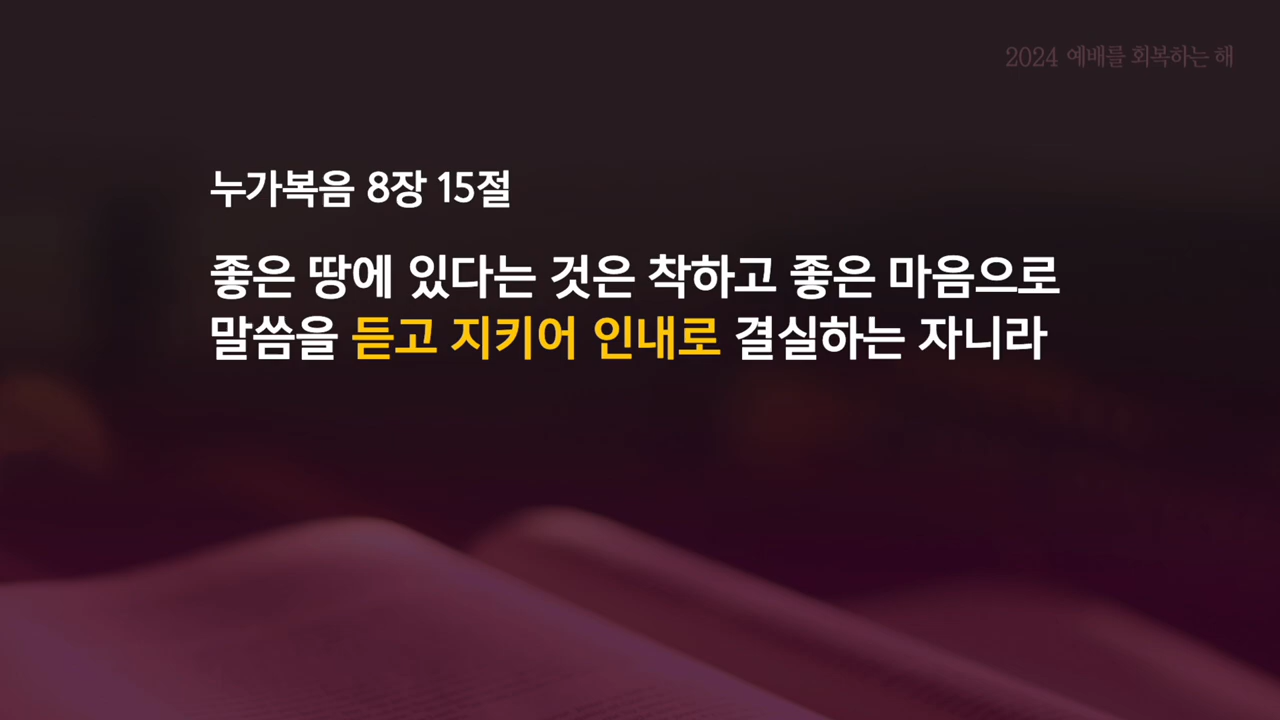 2024 예배를 회복하는 해
누가복음 8장 15절
좋은 땅에 있다는 것은 착하고 좋은 마음으로
말씀을 듣고 지키어 인내로 결실하는 자니라